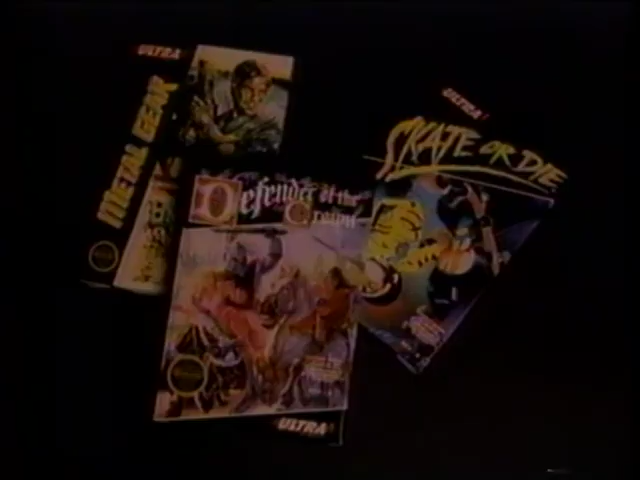 ULTRA
METAL GEAR
ULTRA
SKATE OR DIE
Defender of the
Crown
ULTRA